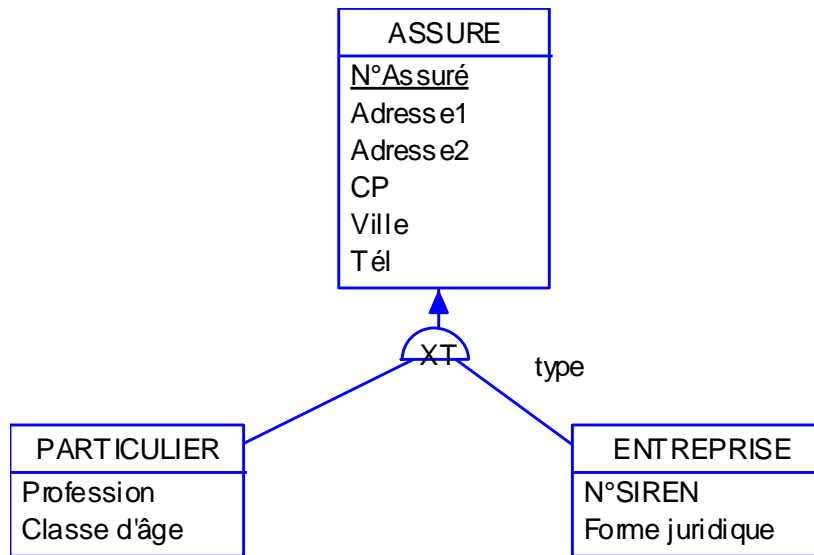 ASSURE
N°Assuré
Adresse1
Adresse2
CP
Ville
Tél
XT
type
PARTICULIER
Profession
Classe d'âge
ENTREPRISE
N°SIREN
Forme juridique